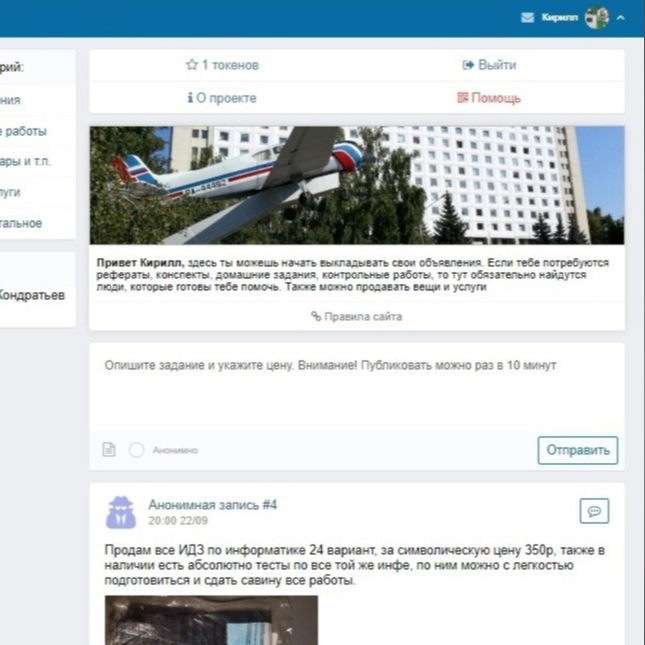 Кирилл
рий:
ния
е работы
ары и т.п.
луги
тальное
Кондратьев
1 токенов
Выйти
О проекте
Помощь
RA-44492
Привет Кирилл, здесь ты можешь начать выкладывать свои объявления. Если тебе потребуются
рефераты, конспекты, домашние задания, контрольные работы, то тут обязательно найдутся
люди, которые готовы тебе помочь. Также можно продавать вещи и услуги
Правила сайта
Опишите задание и укажите цену. Внимание! Публиковать можно раз в 10 минут
Анонимно
Отправить
Анонимная запись #4
20:00 22/09
Продам все ИДЗ по информатике 24 вариант, за символическую цену 350р, также в
наличии есть абсолютно тесты по все той же инфе, по ним можно с легкостью
подготовиться и сдать савину все работы.